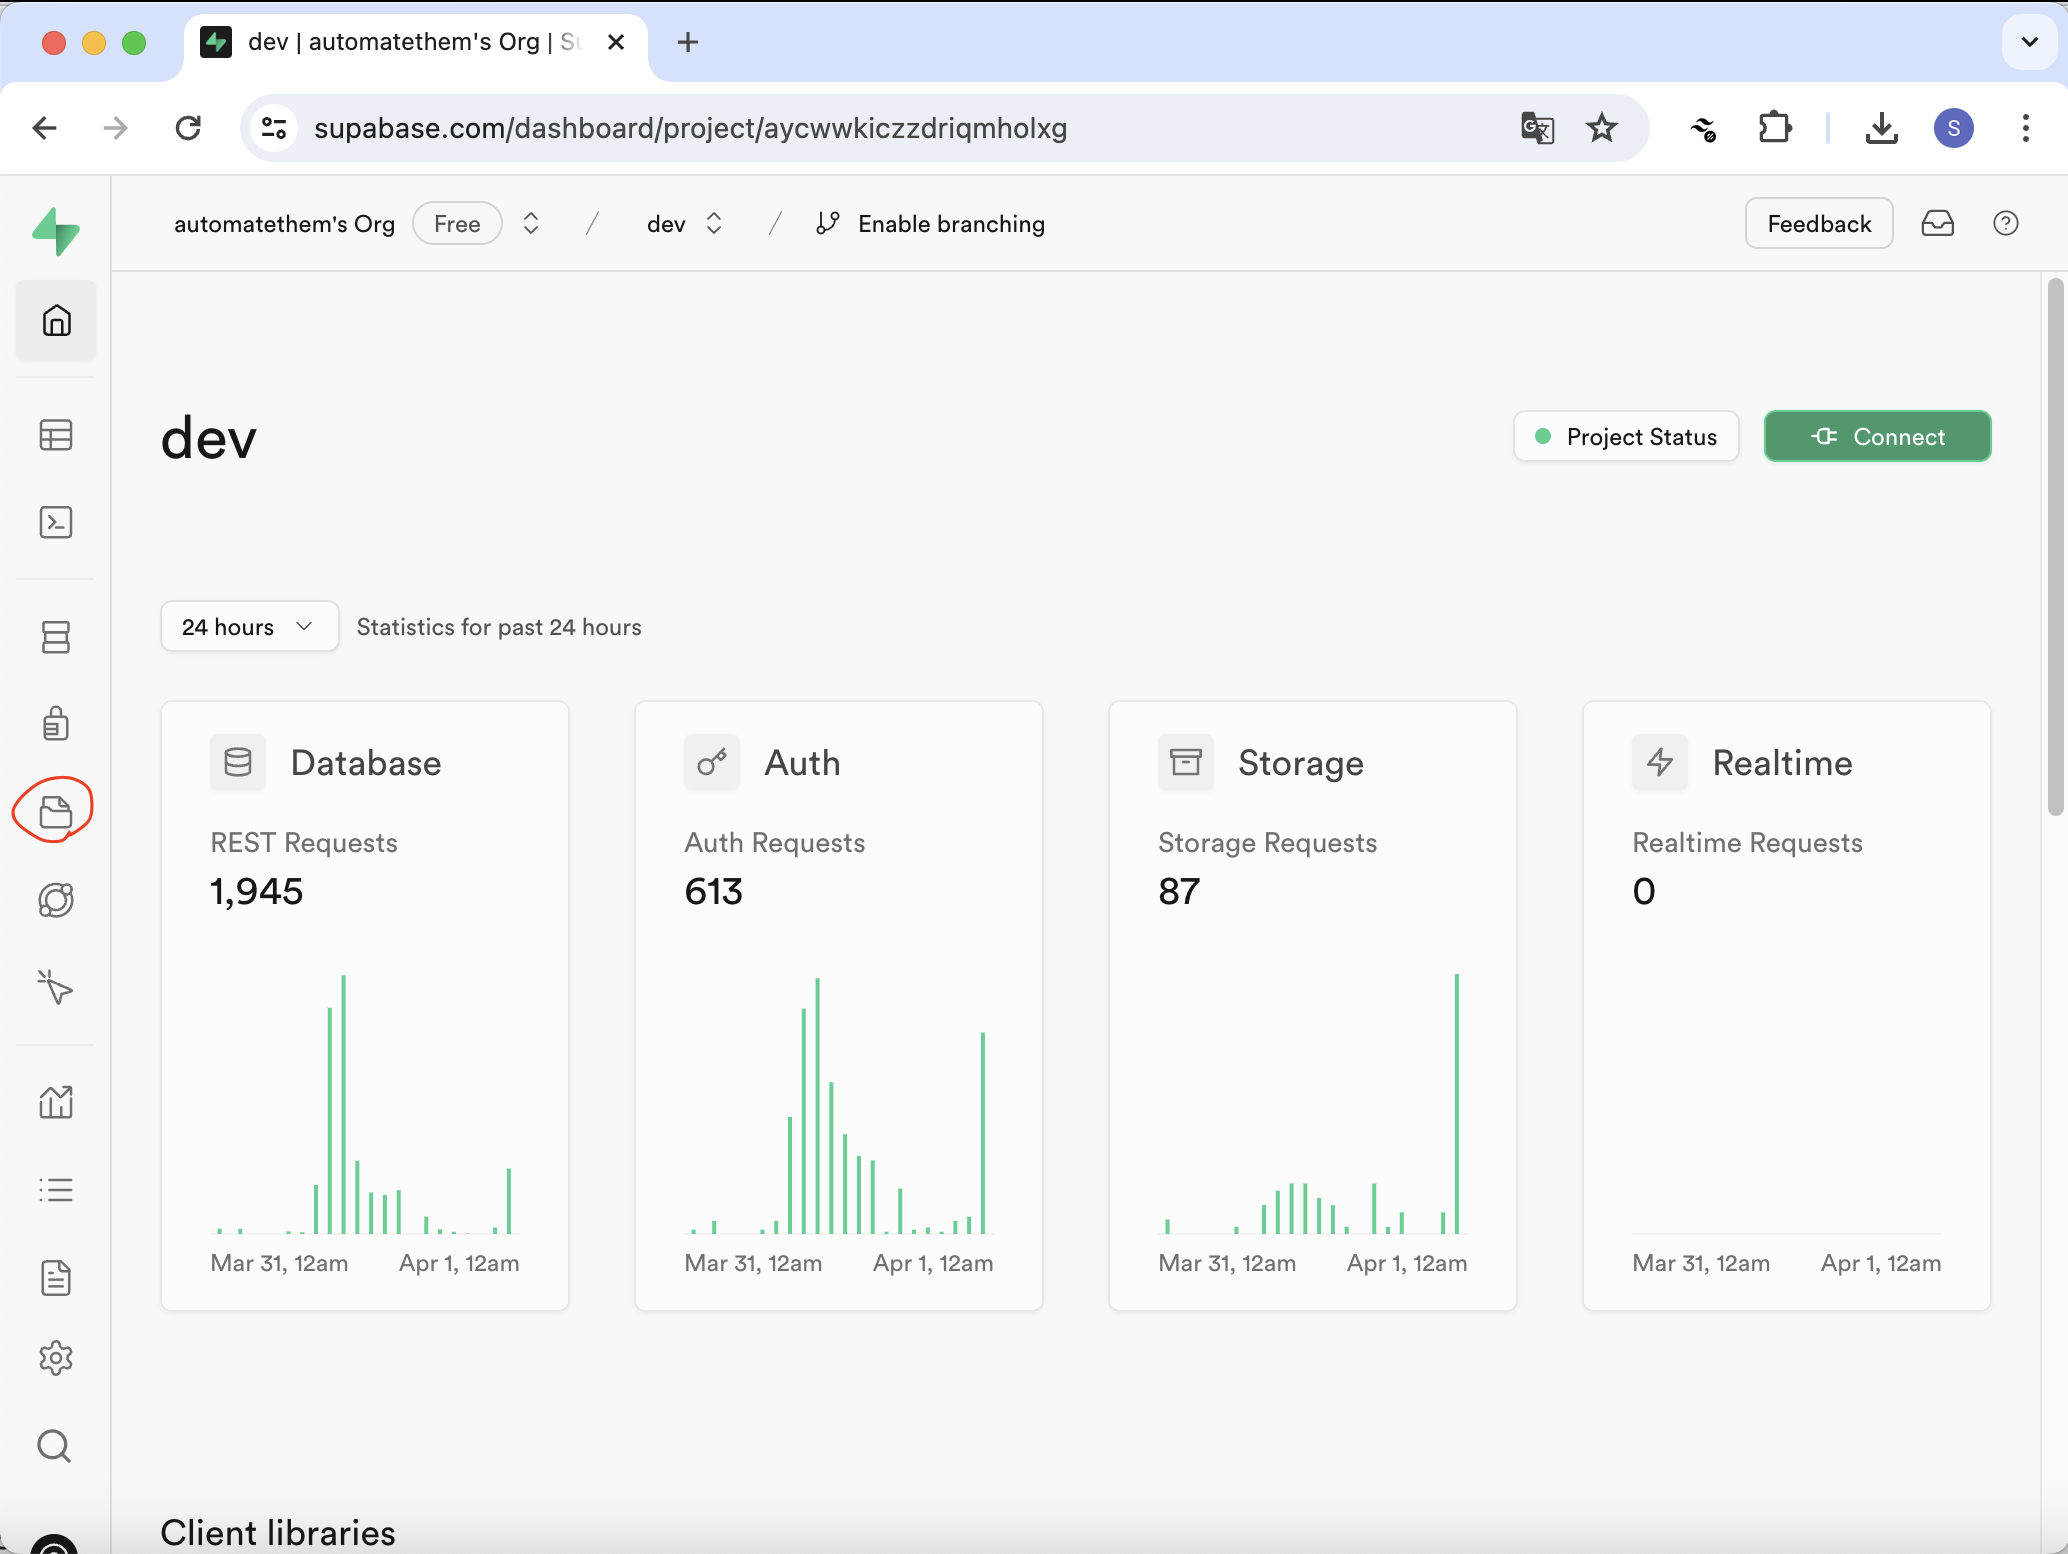 dev | automatethem's Org | Su
supabase.com/dashboard/project/aycwwkiczzdriqmholxg
S
automatethem's Org Free / dev / Enable branching
Feedback
dev
Project Status
Connect
24 hours
Statistics for past 24 hours
Database
REST Requests
1,945
Mar 31, 12am Apr 1, 12am
Auth
Auth Requests
613
Mar 31, 12am Apr 1, 12am
Storage
Storage Requests
87
Mar 31, 12am Apr 1, 12am
Realtime
Realtime Requests
0
Mar 31, 12am Apr 1, 12am
Client libraries